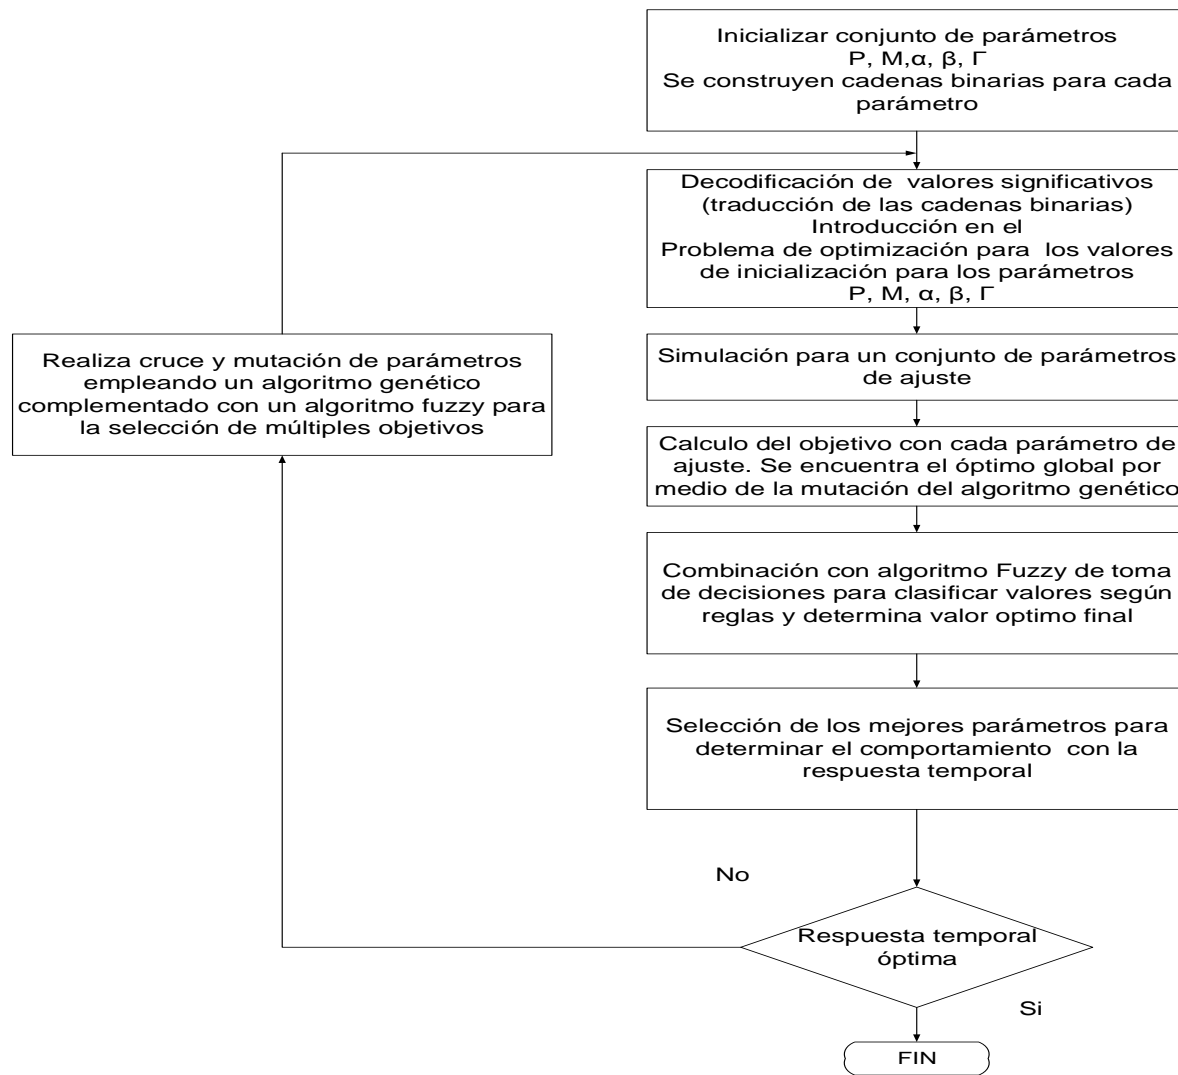 Inicializar conjunto de parámetros
P, M,α, β, Γ
Se construyen cadenas binarias para cada
parámetro
Decodificación de valores significativos
(traducción de las cadenas binarias)
Introducción en el
Problema de optimización para los valores
de inicialización para los parámetros
P, M, α, β, Γ
Realiza cruce y mutación de parámetros
empleando un algoritmo genético
complementado con un algoritmo fuzzy para
la selección de múltiples objetivos
Simulación para un conjunto de parámetros
de ajuste
Calculo del objetivo con cada parámetro de
ajuste. Se encuentra el óptimo global por
medio de la mutación del algoritmo genético
Combinación con algoritmo Fuzzy de toma
de decisiones para clasificar valores según
reglas y determina valor optimo final
Selección de los mejores parámetros para
determinar el comportamiento con la
respuesta temporal
No
Respuesta temporal
óptima
Si
FIN